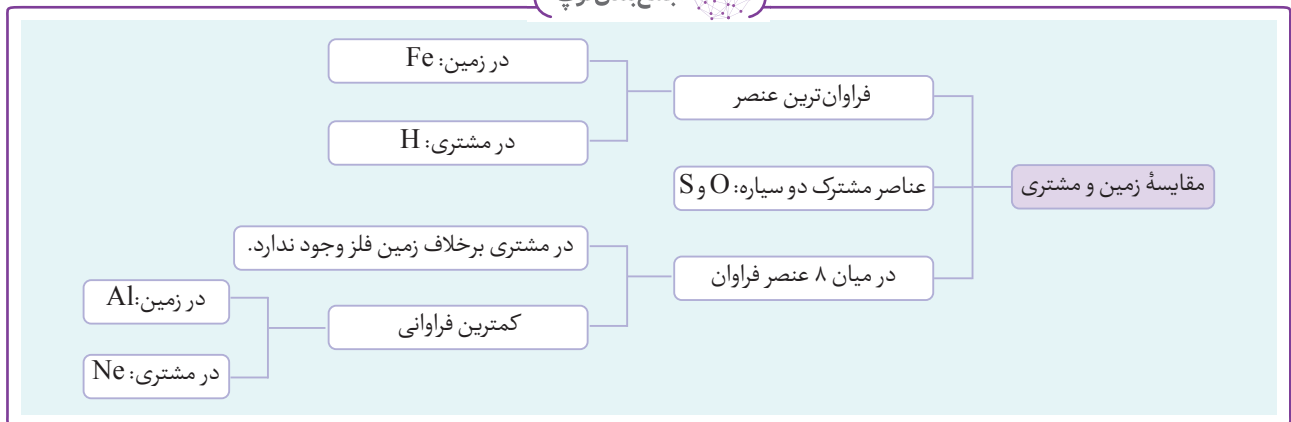 مقایسهٔ زمین و مشتری
فراوان‌ترین عنصر
در زمین: Fe
در مشتری: H
عناصر مشترک دو سیاره: O و S
در میان ۸ عنصر فراوان
در مشتری برخلاف زمین فلز وجود ندارد.
کمترین فراوانی
در زمین: Al
در مشتری: Ne